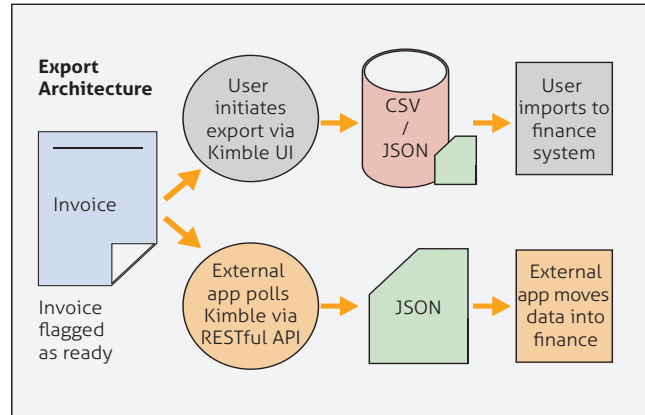 Export
Architecture
Invoice
Invoice
flagged
as ready
User
initiates
export via
Kimble UI
CSV
/
JSON
User
imports to
finance
system
External
app polls
Kimble via
RESTful API
JSON
External
app moves
data into
finance